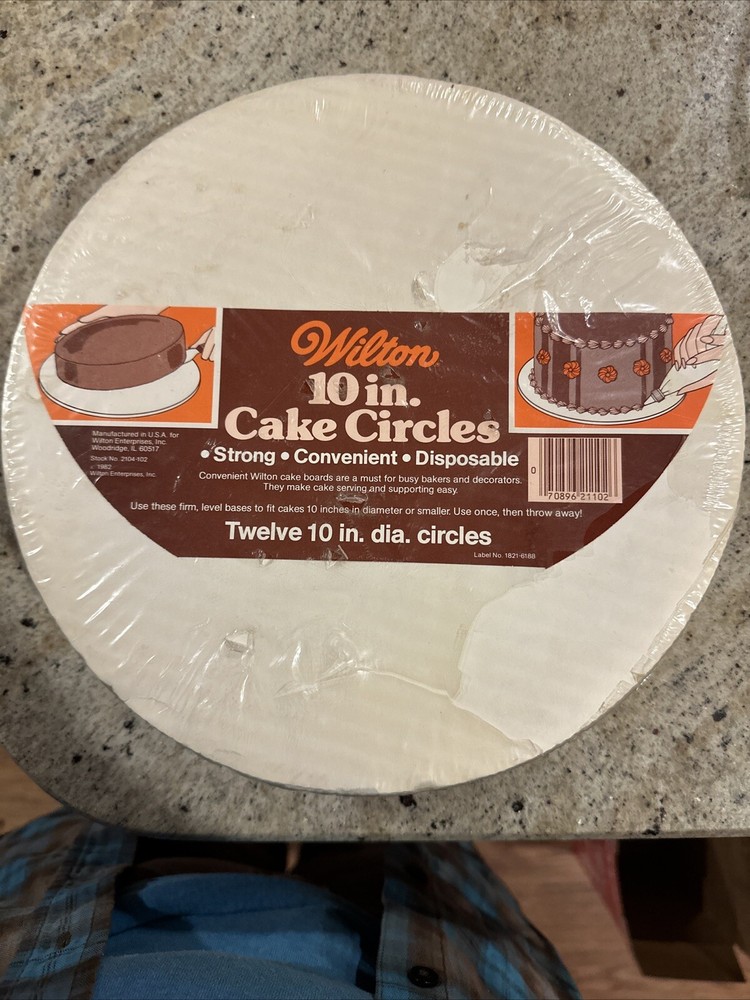 Wilton
10 in.
Cake Circles
• Strong • Convenient • Disposable
Manufactured in U.S.A. for
Wilton Enterprises, Inc.
Woodridge, IL 60517
Stock No. 2104-102
1982
Wilton Enterprises, Inc.
Convenient Wilton cake boards are a must for busy bakers and decorators.
They make cake serving and supporting easy.
Use these firm, level bases to fit cakes 10 inches in diameter or smaller. Use once, then throw away!
Twelve 10 in. dia. circles
Label No. 1821-6188
0 70896 21102